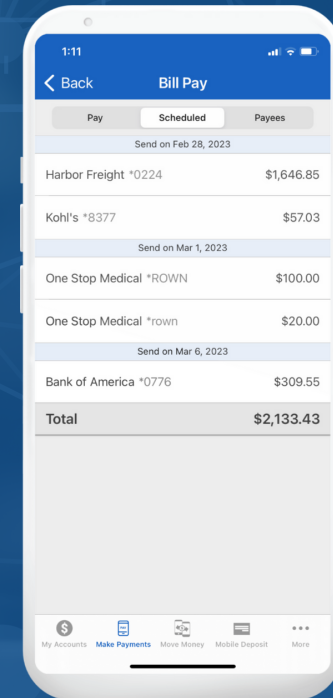 1:11
Back Bill Pay
Pay Scheduled Payees
Send on Feb 28, 2023
Harbor Freight *0224 $1,646.85
Kohl's *8377 $57.03
Send on Mar 1, 2023
One Stop Medical *ROWN $100.00
One Stop Medical *rown $20.00
Send on Mar 6, 2023
Bank of America *0776 $309.55
Total $2,133.43
My Accounts Make Payments Move Money Mobile Deposit More